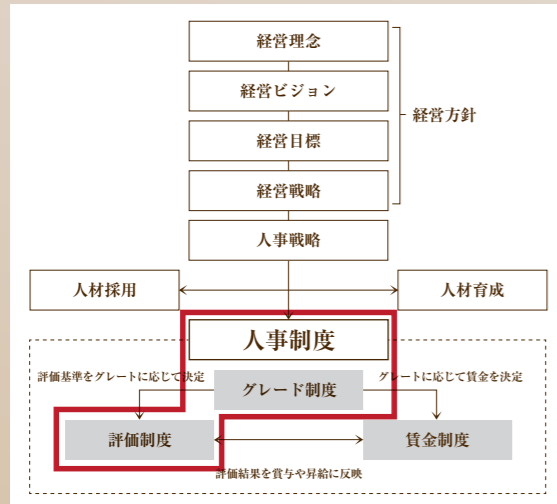 経営理念
経営ビジョン
経営目標
経営方針
経営戦略
人事戦略
人材採用
人材育成
人事制度
評価基準をグレートに応じて決定
グレートに応じて賃金を決定
グレード制度
評価制度
賃金制度
評価結果を賞与や昇給に反映